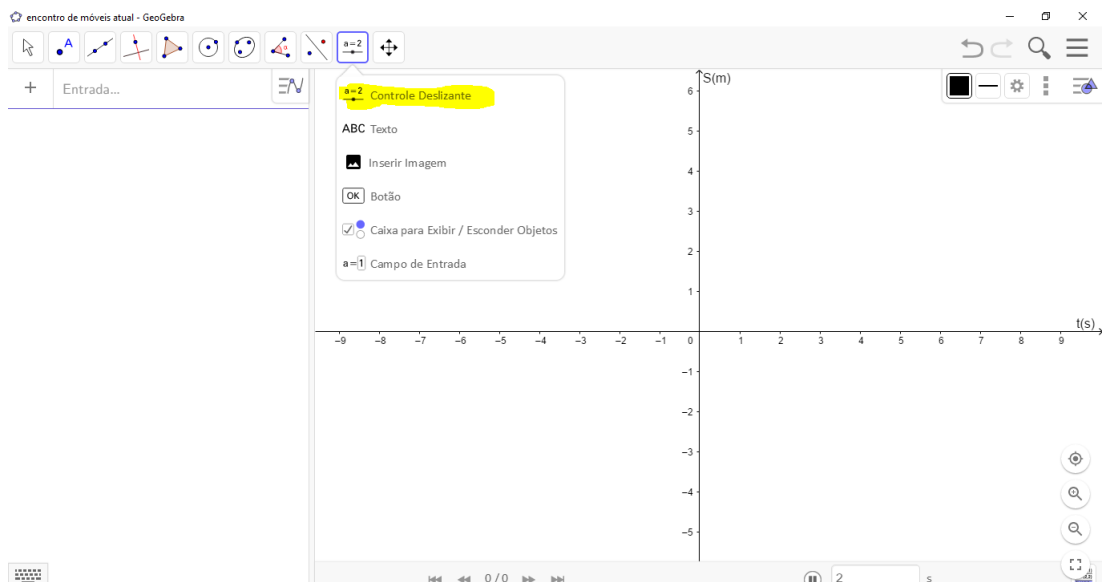 encontro de móveis atual - GeoGebra
A
a=2
+ Entrada...
a=2 Controle Deslizante
ABC Texto
Inserir Imagem
OK Botão
Caixa para Exibir / Esconder Objetos
a=1 Campo de Entrada
S(m)
6
5
4
3
2
1
t(s)
–9 –8 –7 –6 –5 –4 –3 –2 –1 0 1 2 3 4 5 6 7 8 9
–1
–2
–3
–4
–5
0 / 0
2 s